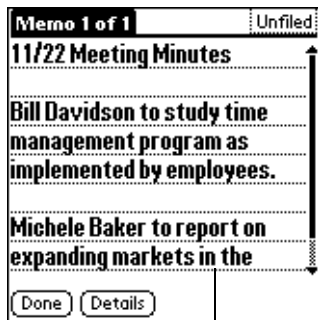 Memo 1 of 1
Unfiled
11/22 Meeting Minutes
Bill Davidson to study time
management program as
implemented by employees.
Michele Baker to report on
expanding markets in the
Done
Details